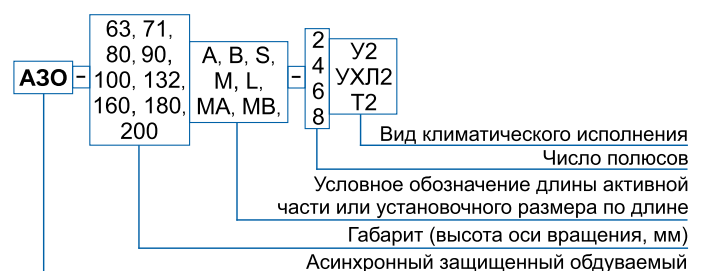 АЗО
–
63, 71,
80, 90,
100, 132,
160, 180,
200
A, B, S,
M, L,
MA, MB,
–
2
4
6
8
У2
УХЛ2
Т2
Вид климатического исполнения
Число полюсов
Условное обозначение длины активной
части или установочного размера по длине
Габарит (высота оси вращения, мм)
Асинхронный защищенный обдуваемый